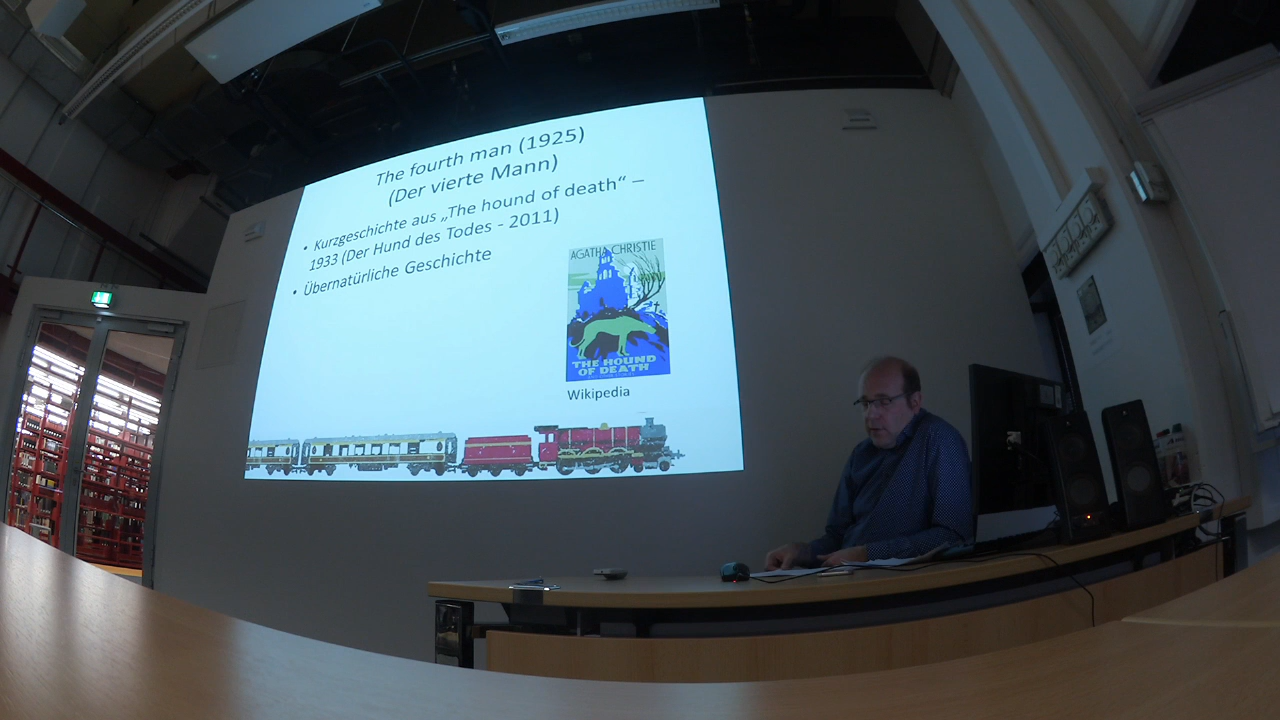 The fourth man (1925)
(Der vierte Mann)
• Kurzgeschichte aus „The hound of death“ –
1933 (Der Hund des Todes - 2011)
• Übernatürliche Geschichte
AGATHA CHRISTIE
THE HOUND
OF DEATH
Wikipedia